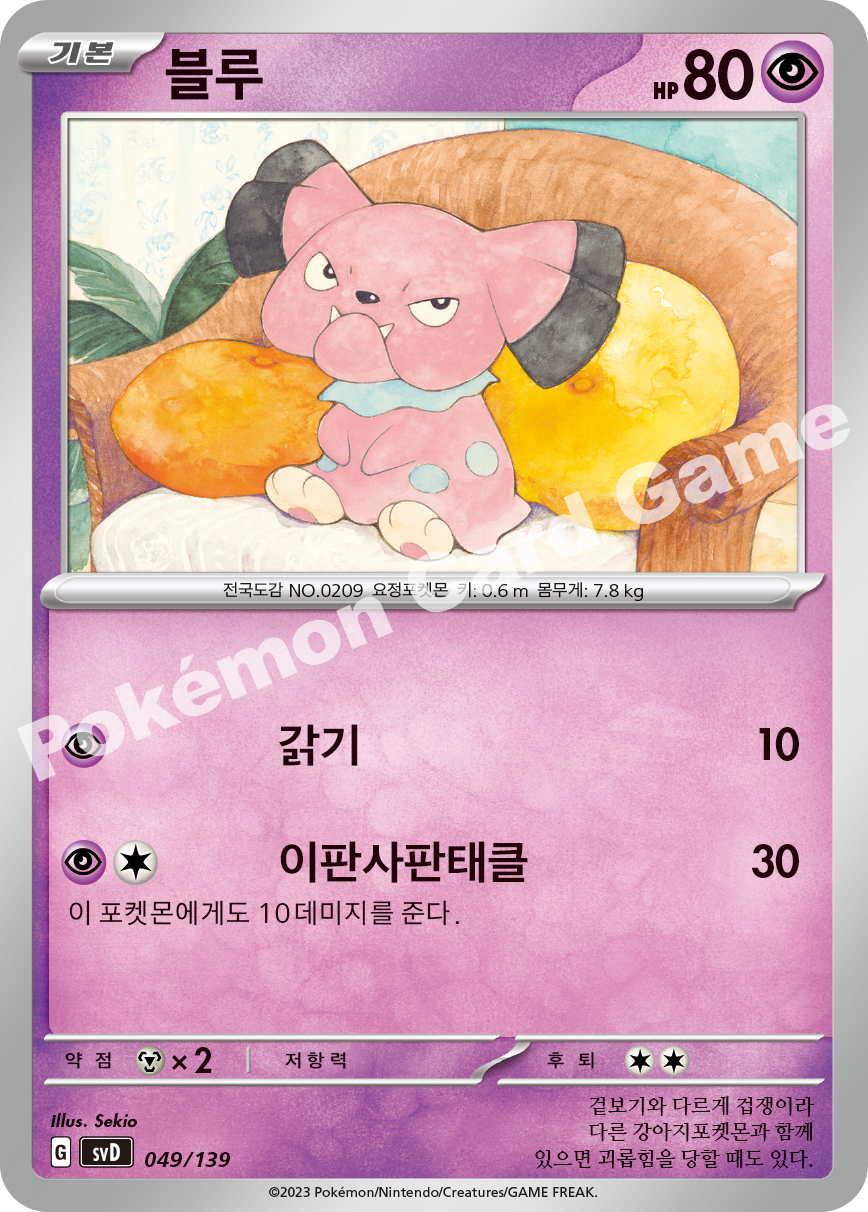 기본 블루 HP 80
전국도감 NO.0209 요정포켓몬 키: 0.6 m 몸무게: 7.8 kg
Pokémon Card Game
갉기 10
이판사판태클 30
이 포켓몬에게도 10데미지를 준다.
약점 ×2 저항력 후퇴
Illus. Sekio
G svD 049/139
겉보기와 다르게 겁쟁이라
다른 강아지포켓몬과 함께
있으면 괴롭힘을 당할 때도 있다.
©2023 Pokémon/Nintendo/Creatures/GAME FREAK.